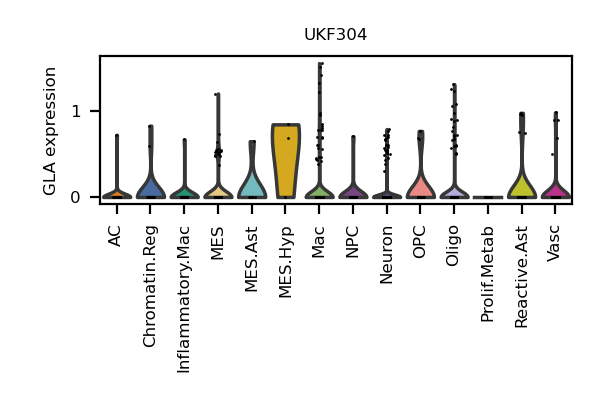 UKF304
GLA expression
1
0
AC
Chromatin.Reg
Inflammatory.Mac
MES
MES.Ast
MES.Hyp
Mac
NPC
Neuron
OPC
Oligo
Prolif.Metab
Reactive.Ast
Vasc